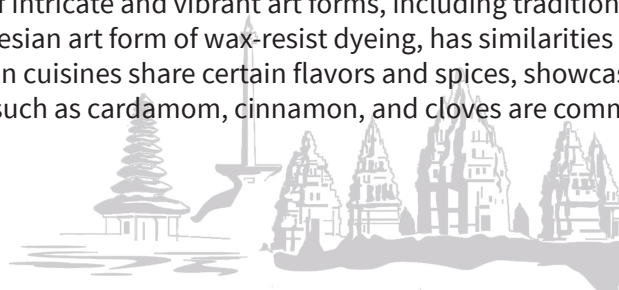 f intricate and vibrant art forms, including tradition
esian art form of wax-resist dyeing, has similarities
n cuisines share certain flavors and spices, showcas
such as cardamom, cinnamon, and cloves are comm